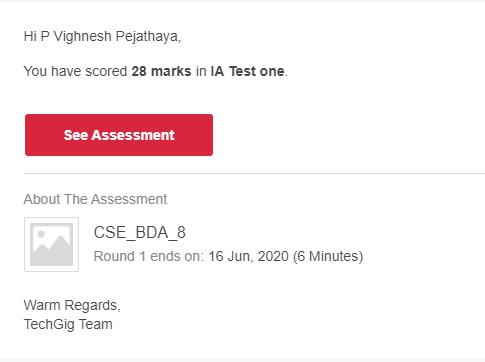 Hi P Vighnesh Pejathaya,
You have scored 28 marks in IA Test one.
See Assessment
About The Assessment
CSE_BDA_8
Round 1 ends on: 16 Jun, 2020 (6 Minutes)
Warm Regards,
TechGig Team